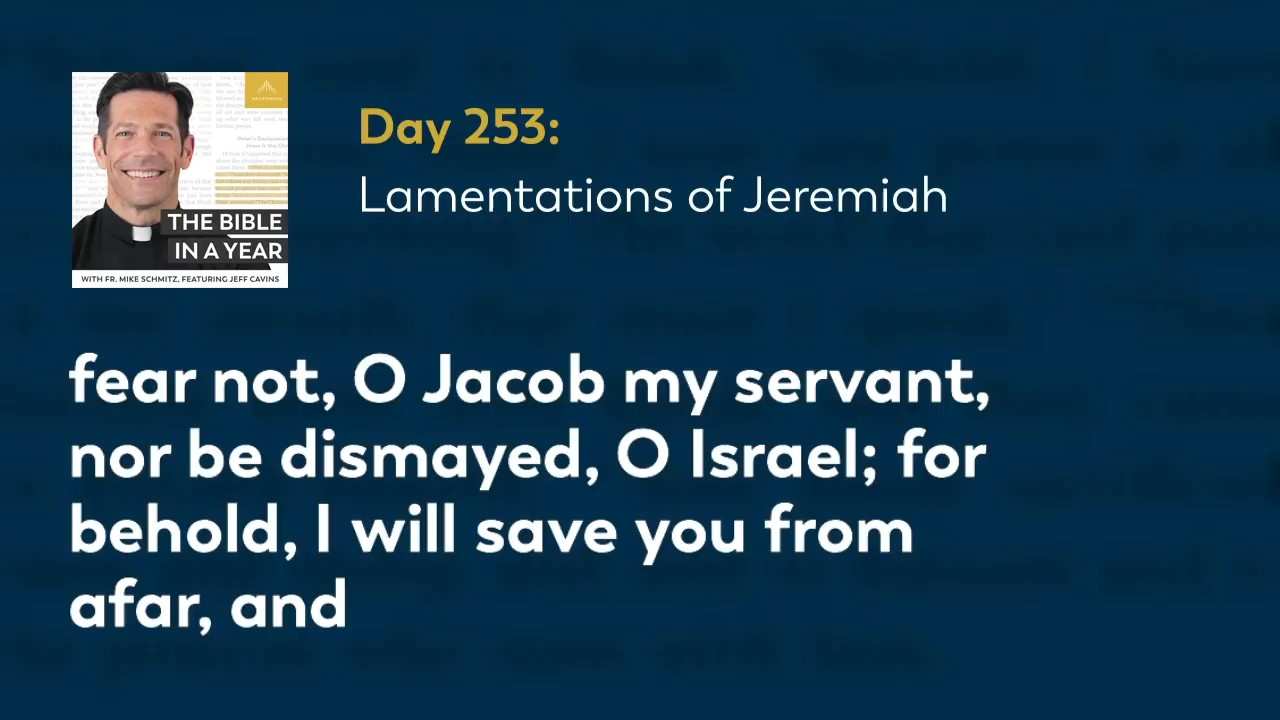 THE BIBLE
IN A YEAR
WITH FR. MIKE SCHMITZ, FEATURING JEFF CAVINS
Day 253:
Lamentations of Jeremiah
fear not, O Jacob my servant,
nor be dismayed, O Israel; for
behold, I will save you from
afar, and